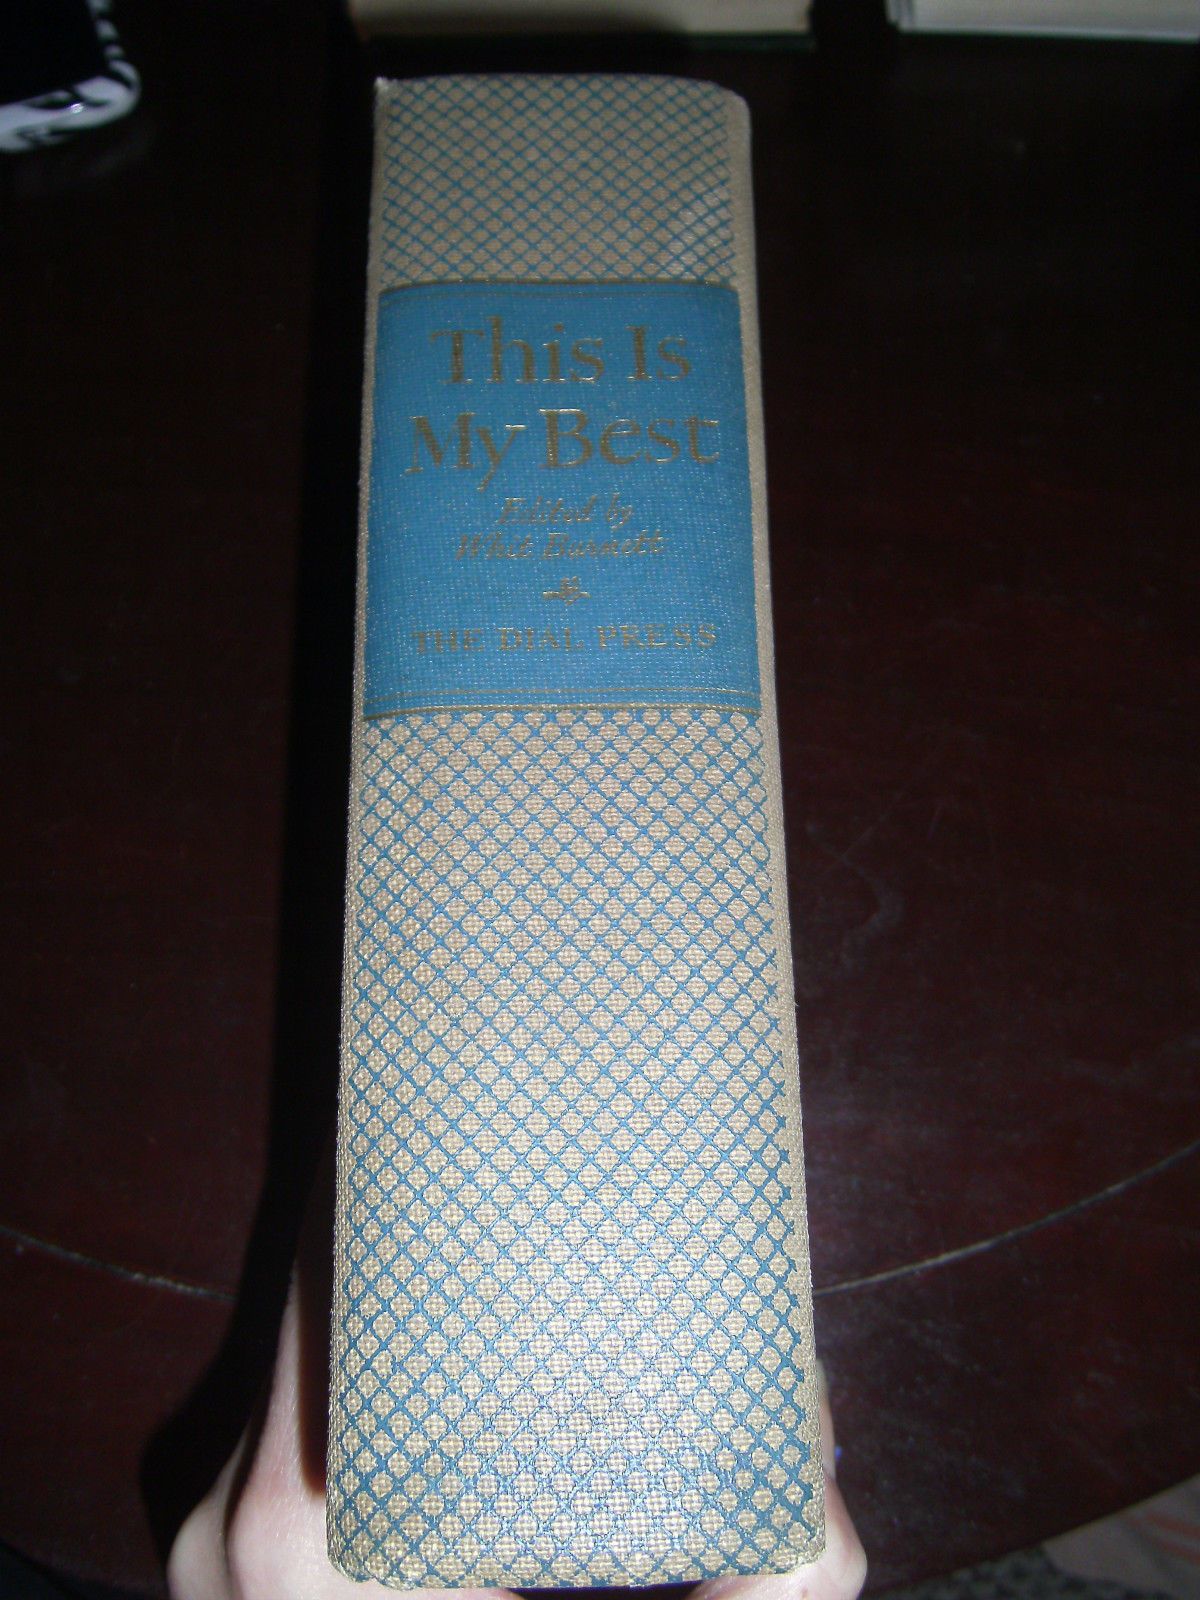 This Is
My Best
Edited by
Whit Burnett
THE DIAL PRESS